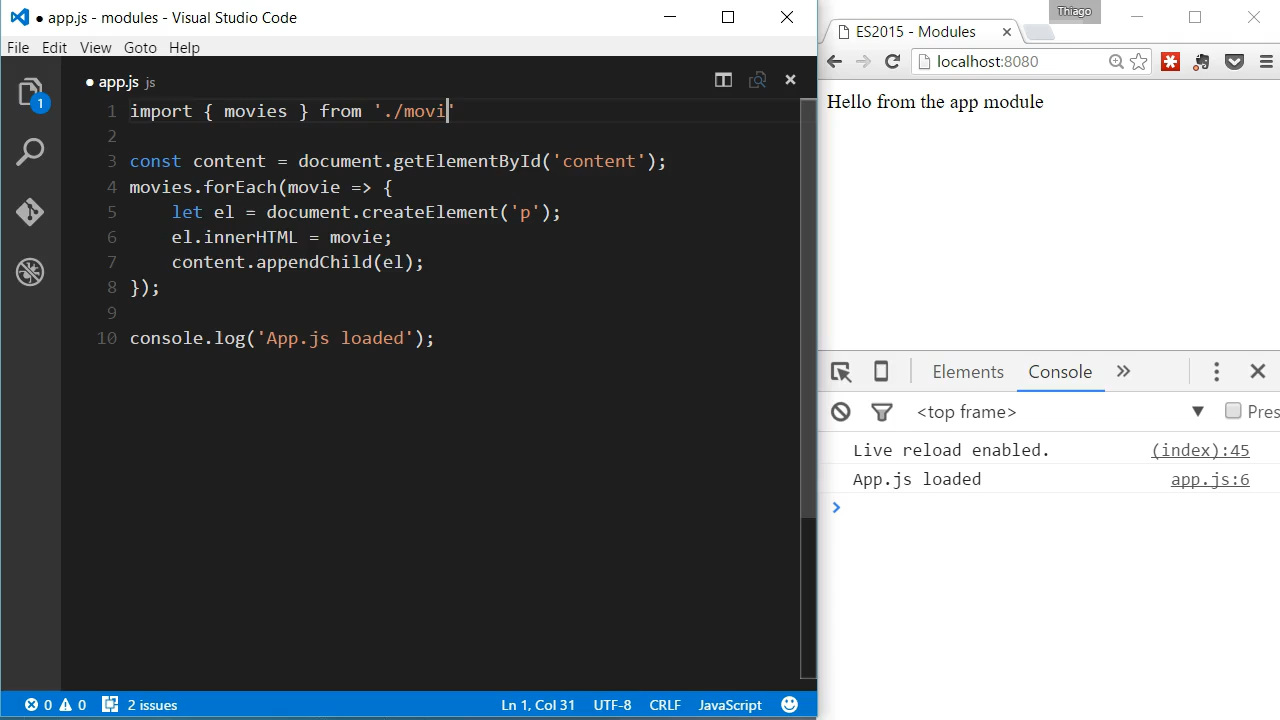 ● app.js - modules - Visual Studio Code
File Edit View Goto Help
1
● app.js js
1 import { movies } from './movi'
2
3 const content = document.getElementById('content');
4 movies.forEach(movie => {
5 let el = document.createElement('p');
6 el.innerHTML = movie;
7 content.appendChild(el);
8 });
9
10 console.log('App.js loaded');
0 0 2 issues Ln 1, Col 31 UTF-8 CRLF JavaScript
Thiago
ES2015 - Modules
localhost:8080
Hello from the app module
Elements Console »
<top frame> Pres
Live reload enabled. (index):45
App.js loaded app.js:6
>